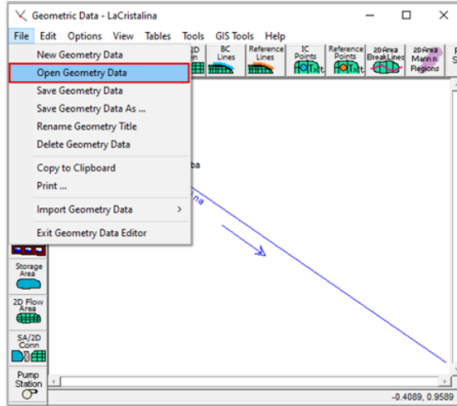 Geometric Data - LaCristalina
File Edit Options View Tables Tools GIS Tools Help
New Geometry Data
Open Geometry Data
Save Geometry Data
Save Geometry Data As ...
Rename Geometry Title
Delete Geometry Data
Copy to Clipboard
Print ...
Import Geometry Data >
Exit Geometry Data Editor
BC Lines
Reference Lines
IC Points
Reference Points
2D Area BreakLines
2D Area Mann n Regions
ba
na
Storage Area
2D Flow Area
SA/2D Conn
Pump Station
-0.4089, 0.9589